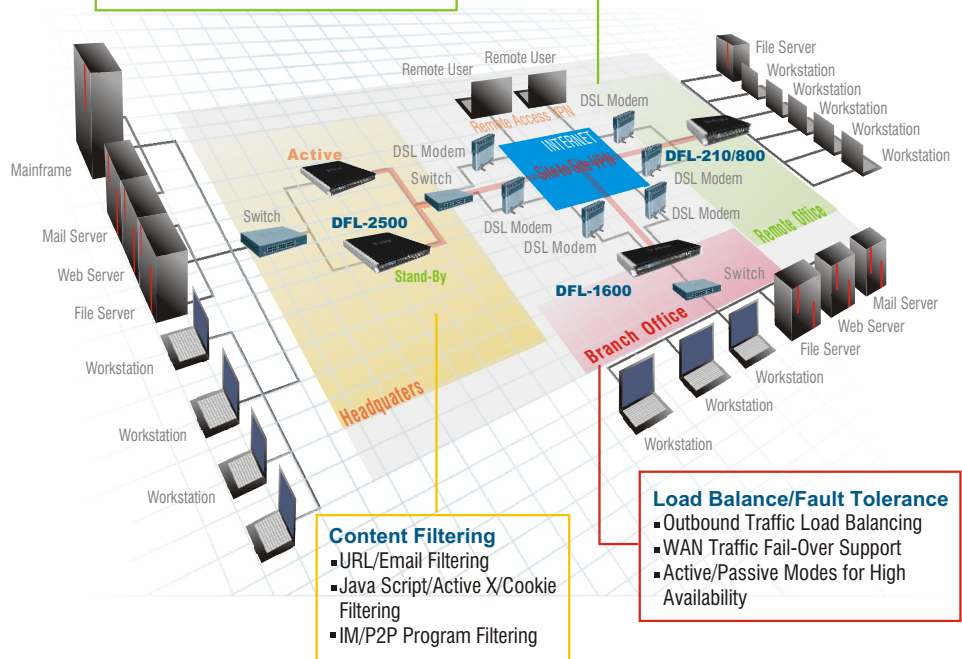 Remote User
Remote User
File Server
Workstation
Workstation
Workstation
Workstation
Workstation
DSL Modem
Remote Access VPN
INTERNET
Site-to-Site VPN
DFL-210/800
Active
DSL Modem
DSL Modem
Mainframe
Switch
Switch
DFL-2500
DSL Modem
DSL Modem
DSL Modem
Remote Office
Mail Server
Web Server
File Server
Stand-By
DFL-1600
Switch
Mail Server
Web Server
File Server
Branch Office
Headquaters
Workstation
Workstation
Workstation
Workstation
Workstation
Workstation
Content Filtering
▪URL/Email Filtering
▪Java Script/Active X/Cookie
Filtering
▪IM/P2P Program Filtering
Load Balance/Fault Tolerance
▪Outbound Traffic Load Balancing
▪WAN Traffic Fail-Over Support
▪Active/Passive Modes for High
Availability